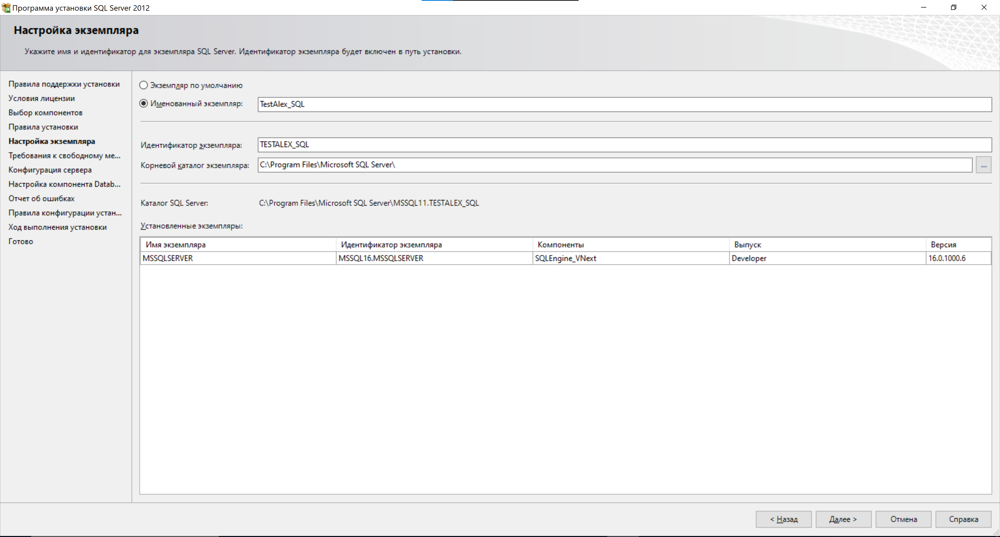 Программа установки SQL Server 2012
Настройка экземпляра
Укажите имя и идентификатор для экземпляра SQL Server. Идентификатор экземпляра будет включен в путь установки.
Правила поддержки установки
Условия лицензии
Выбор компонентов
Правила установки
Настройка экземпляра
Требования к свободному ме...
Конфигурация сервера
Настройка компонента Datab...
Отчет об ошибках
Правила конфигурации устан...
Ход выполнения установки
Готово
Экземпляр по умолчанию
Именованный экземпляр: TestAlex_SQL
Идентификатор экземпляра: TESTALEX_SQL
Корневой каталог экземпляра: C:\Program Files\Microsoft SQL Server\ ...
Каталог SQL Server: C:\Program Files\Microsoft SQL Server\MSSQL11.TESTALEX_SQL
Установленные экземпляры:
Имя экземпляра Идентификатор экземпляра Компоненты Выпуск Версия
MSSQLSERVER MSSQL16.MSSQLSERVER SQLEngine_VNext Developer 16.0.1000.6
< Назад Далее > Отмена Справка